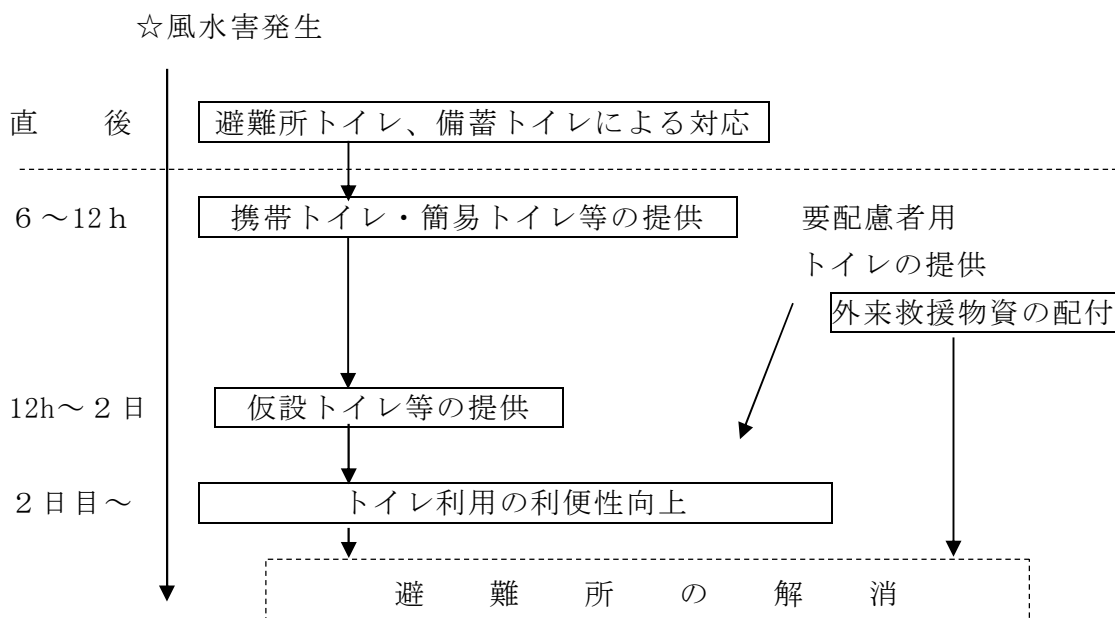 ☆風水害発生
直後
避難所トイレ、備蓄トイレによる対応
6～12h
携帯トイレ・簡易トイレ等の提供
要配慮者用
トイレの提供
外来救援物資の配付
12h～2日
仮設トイレ等の提供
2日目～
トイレ利用の利便性向上
避難所の解消